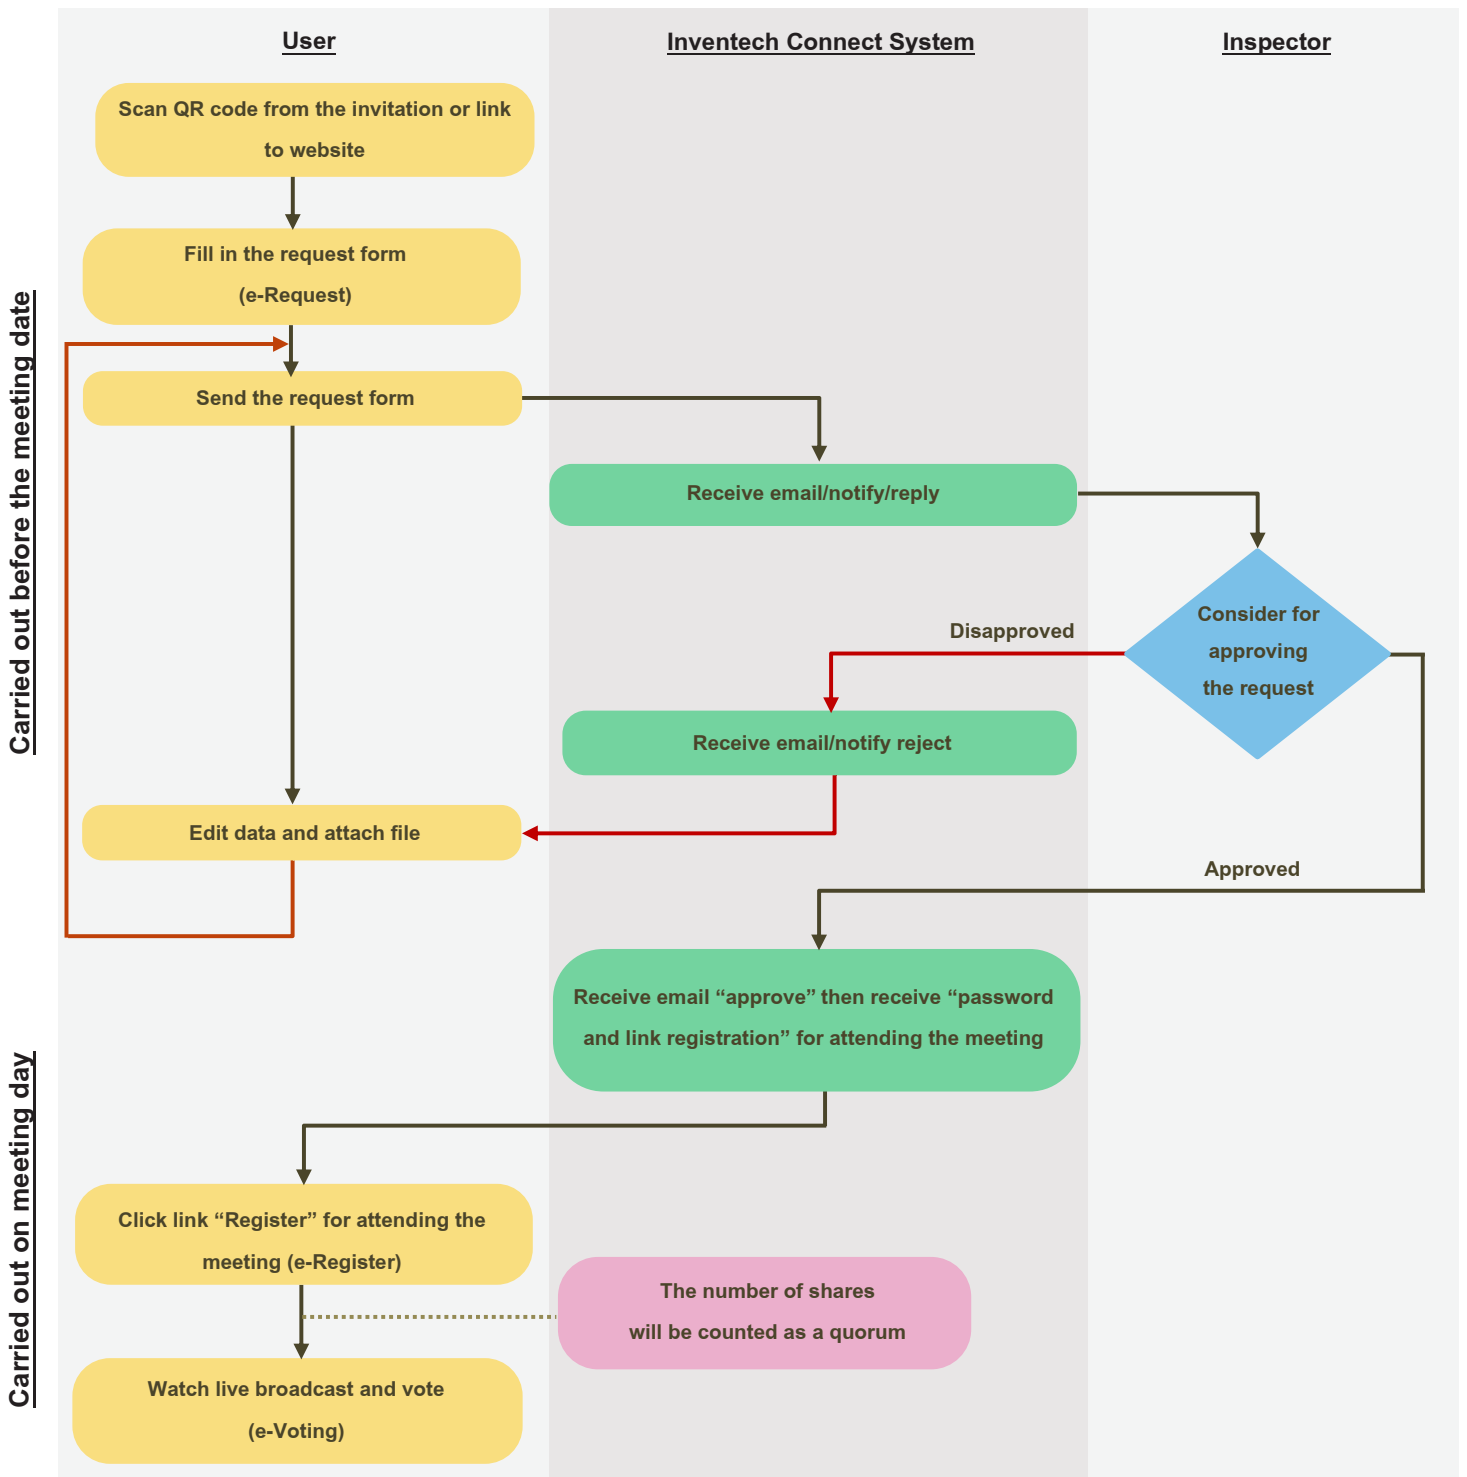 User
Inventech Connect System
Inspector
Carried out before the meeting date
Scan QR code from the invitation or link
to website
Fill in the request form
(e-Request)
Send the request form
Receive email/notify/reply
Consider for
approving
the request
Disapproved
Receive email/notify reject
Edit data and attach file
Approved
Receive email “approve” then receive “password
and link registration” for attending the meeting
Carried out on meeting day
Click link “Register” for attending the
meeting (e-Register)
The number of shares
will be counted as a quorum
Watch live broadcast and vote
(e-Voting)